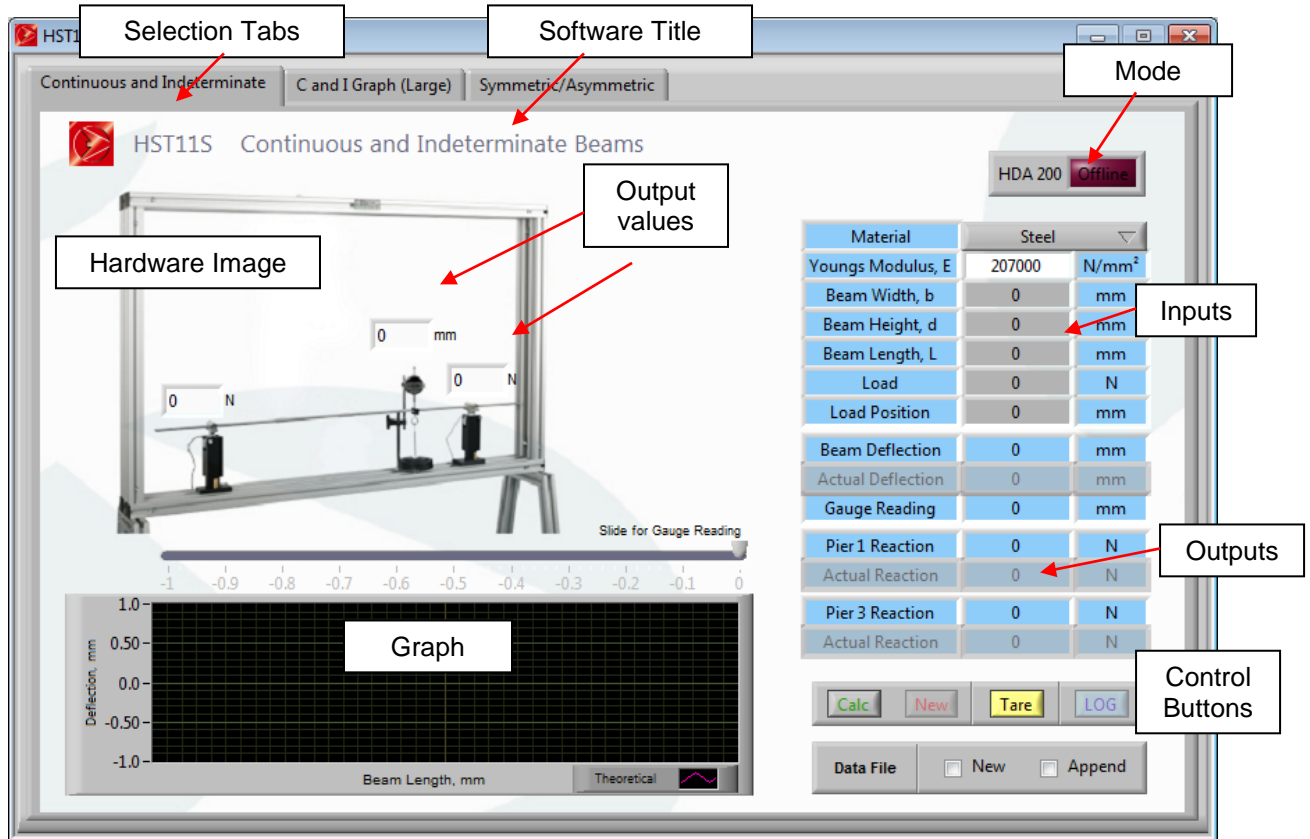 HST1
Selection Tabs
Software Title
Mode
Continuous and Indeterminate
C and I Graph (Large)
Symmetric/Asymmetric
HST11S Continuous and Indeterminate Beams
HDA 200 Offline
Output
values
Hardware Image
Material Steel
Youngs Modulus, E 207000 N/mm²
Beam Width, b 0 mm
Inputs
Beam Height, d 0 mm
Beam Length, L 0 mm
Load 0 N
Load Position 0 mm
0 mm
0 N
0 N
Beam Deflection 0 mm
Actual Deflection 0 mm
Gauge Reading 0 mm
Slide for Gauge Reading
-1 -0.9 -0.8 -0.7 -0.6 -0.5 -0.4 -0.3 -0.2 -0.1 0
Pier 1 Reaction 0 N
Outputs
Actual Reaction 0 N
Pier 3 Reaction 0 N
Actual Reaction 0 N
Graph
1.0
0.50
0.0
-0.50
-1.0
Deflection, mm
Beam Length, mm
Theoretical
Control
Buttons
Calc New Tare LOG
Data File New Append